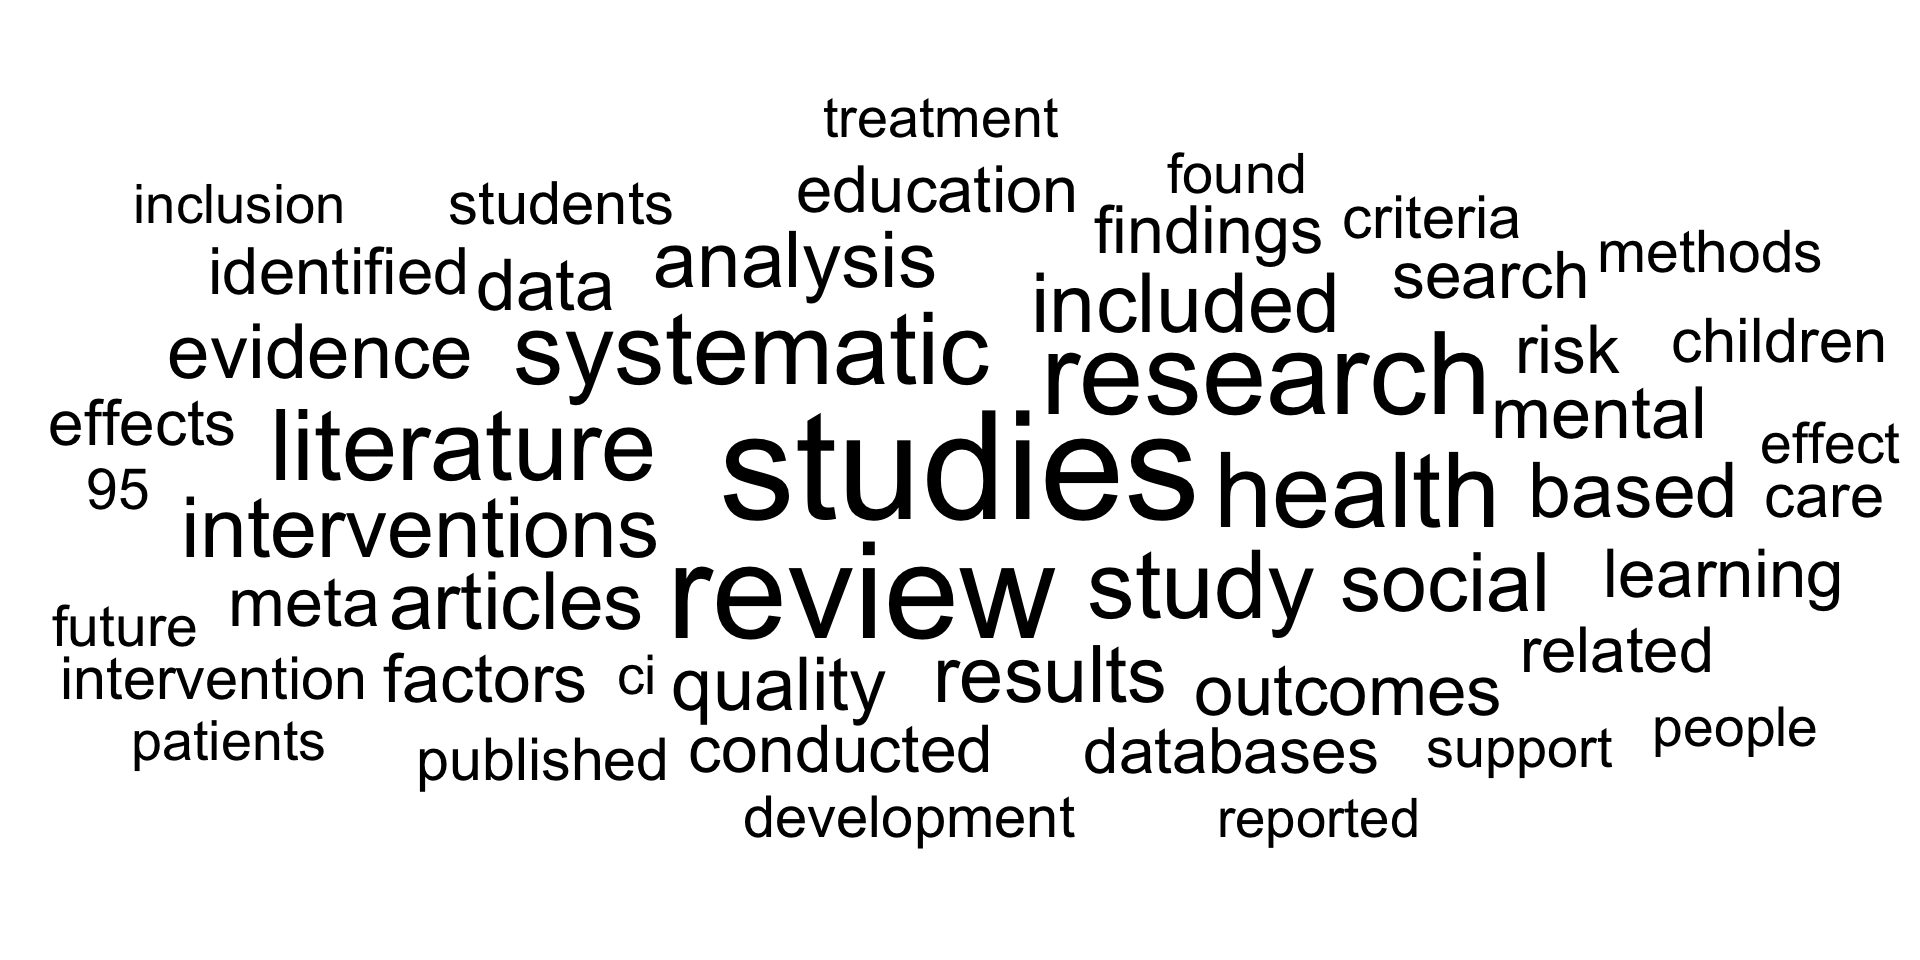 treatment
found
inclusion students education
findings criteria
identified data analysis search methods
included
evidence systematic research risk children
effects literature mental effect
95 studies health based care
interventions
meta articles review study social learning
future related
intervention factors ci quality results outcomes
patients published conducted databases support people
development reported